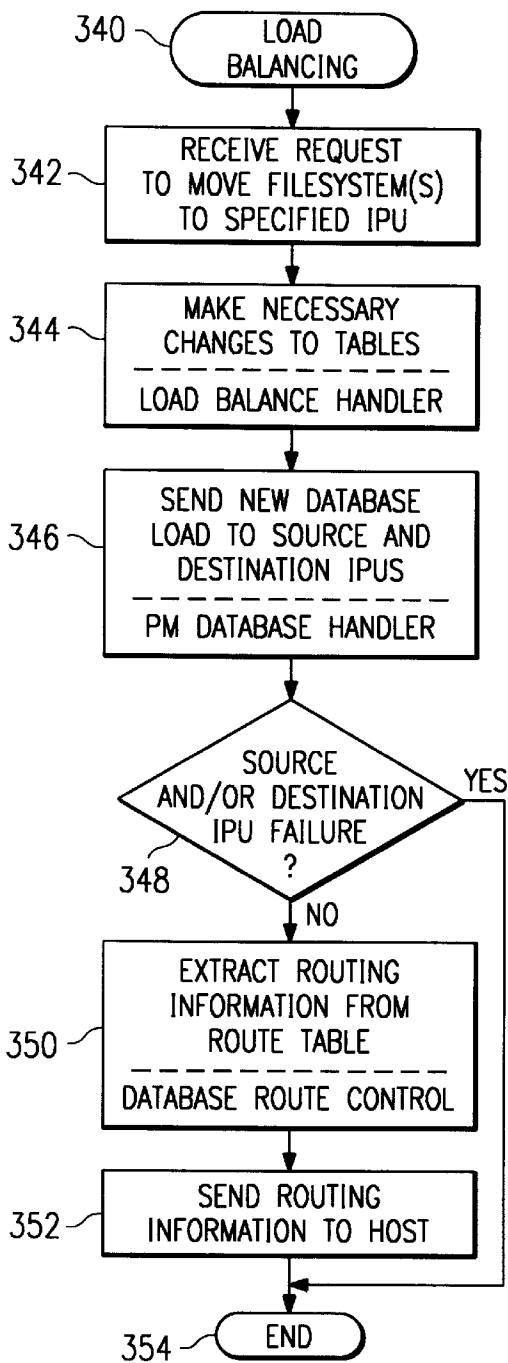 340
LOAD
BALANCING
342
RECEIVE REQUEST
TO MOVE FILESYSTEM(S)
TO SPECIFIED IPU
344
MAKE NECESSARY
CHANGES TO TABLES
LOAD BALANCE HANDLER
346
SEND NEW DATABASE
LOAD TO SOURCE AND
DESTINATION IPUS
PM DATABASE HANDLER
SOURCE
AND/OR DESTINATION
IPU FAILURE
?
348
YES
NO
350
EXTRACT ROUTING
INFORMATION FROM
ROUTE TABLE
DATABASE ROUTE CONTROL
352
SEND ROUTING
INFORMATION TO HOST
354
END